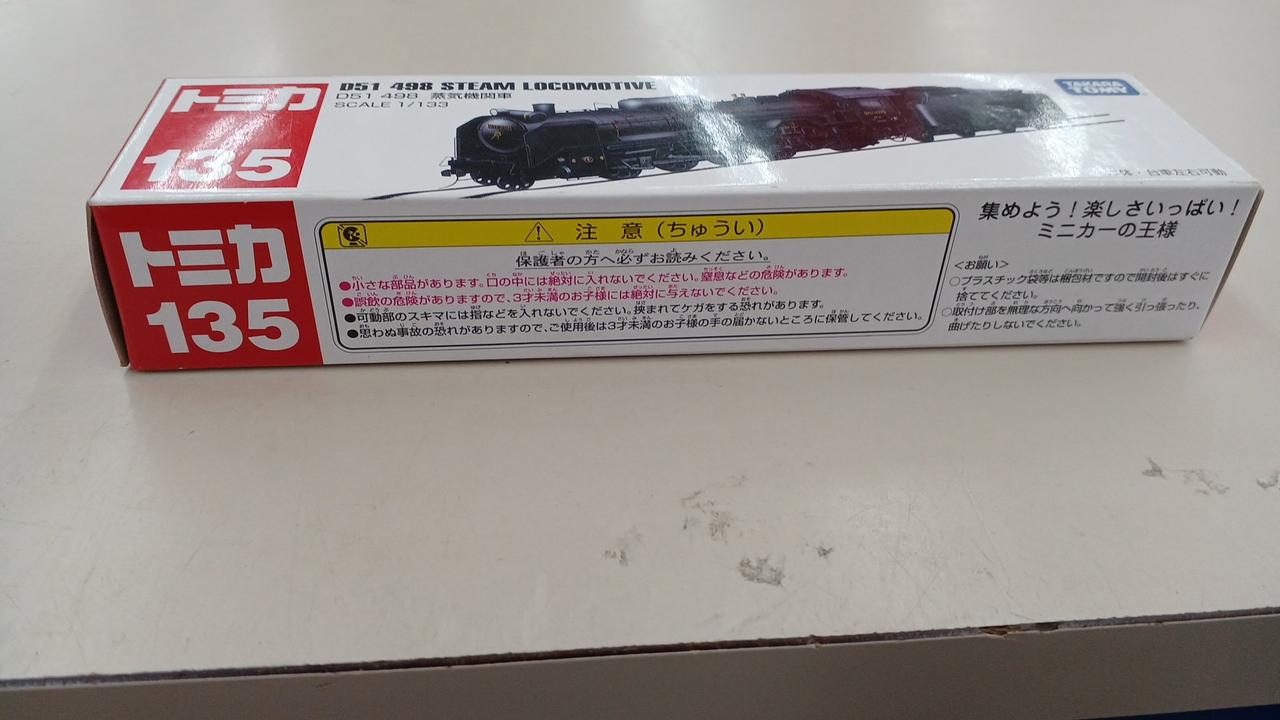 トミカ
135
D51 498 STEAM LOCOMOTIVE
D51 498 蒸気機関車
SCALE 1/133
TAKARA
TOMY
体・台車左右可動
トミカ
135
⚠ 注 意 (ちゅうい)
保護者の方へ必ずお読みください。
●小さな部品があります。口の中には絶対に入れないでください。窒息などの危険があります。
●誤飲の危険がありますので、3才未満のお子様には絶対に与えないでください。
●可動部のスキマには指などを入れないでください。挟まれてケガをする恐れがあります。
●思わぬ事故の恐れがありますので、ご使用後は3才未満のお子様の手の届かないところに保管してください。
集めよう!楽しさいっぱい!
ミニカーの王様
<お願い>
○プラスチック袋等は梱包材ですので開封後はすぐに
捨ててください。
○取付け部を無理な方向へ向かって強く引っ張ったり、
曲げたりしないでください。